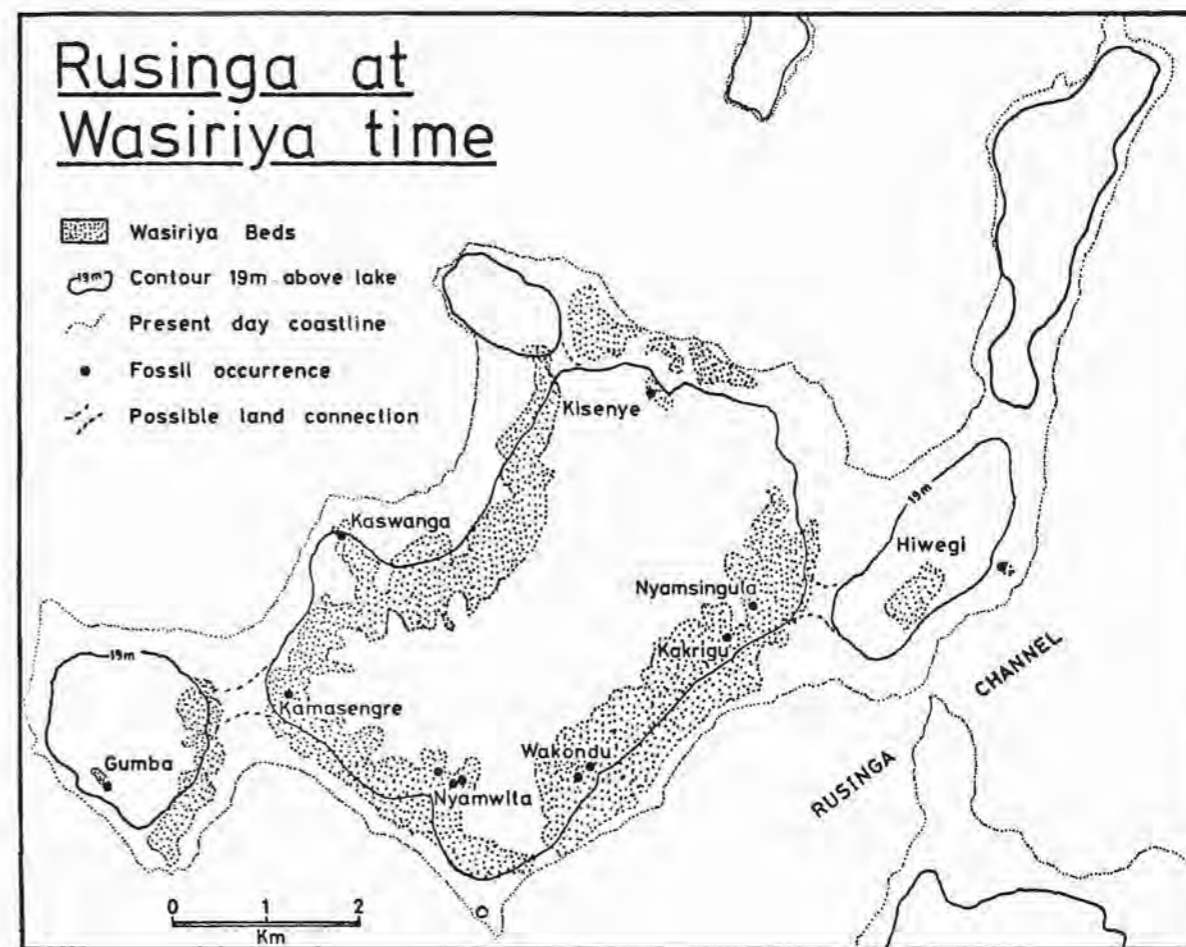 Rusinga at
Wasiriya time
Wasiriya Beds
19m
Contour 19m above lake
Present day coastline
Fossil occurrence
Possible land connection
Kisenye
Kaswanga
19m
Hiwegi
Nyamsingula
Kakrigu
19m
CHANNEL
Kamasengre
Gumba
Wakondu
RUSINGA
Nyamwita
0 1 2
Km